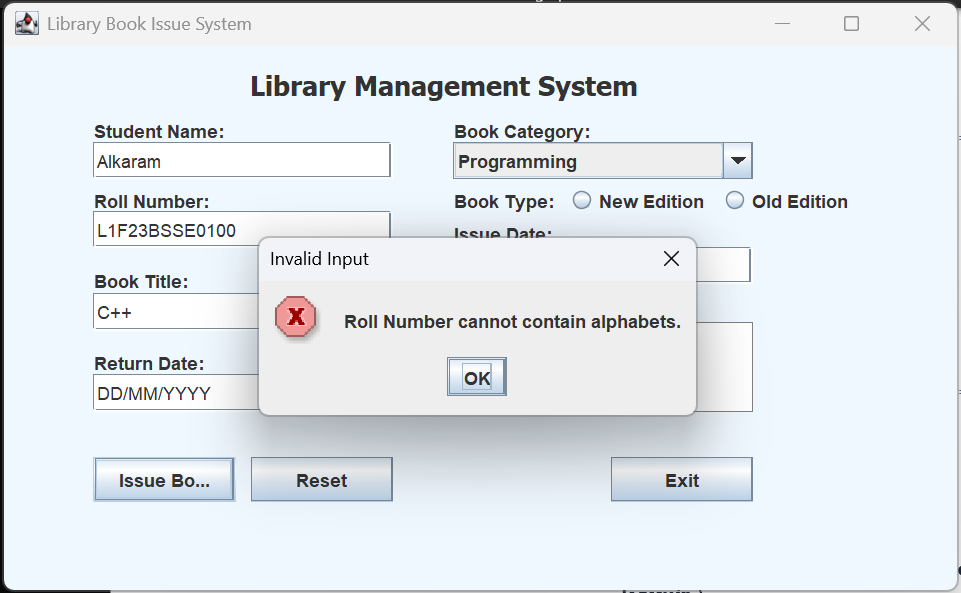 Library Book Issue System
Library Management System
Student Name:
Alkaram
Book Category:
Programming
Roll Number:
L1F23BSSE0100
Book Type:
New Edition
Old Edition
Issue Date:
Invalid Input
Roll Number cannot contain alphabets.
OK
Book Title:
C++
Return Date:
DD/MM/YYYY
Issue Bo...
Reset
Exit